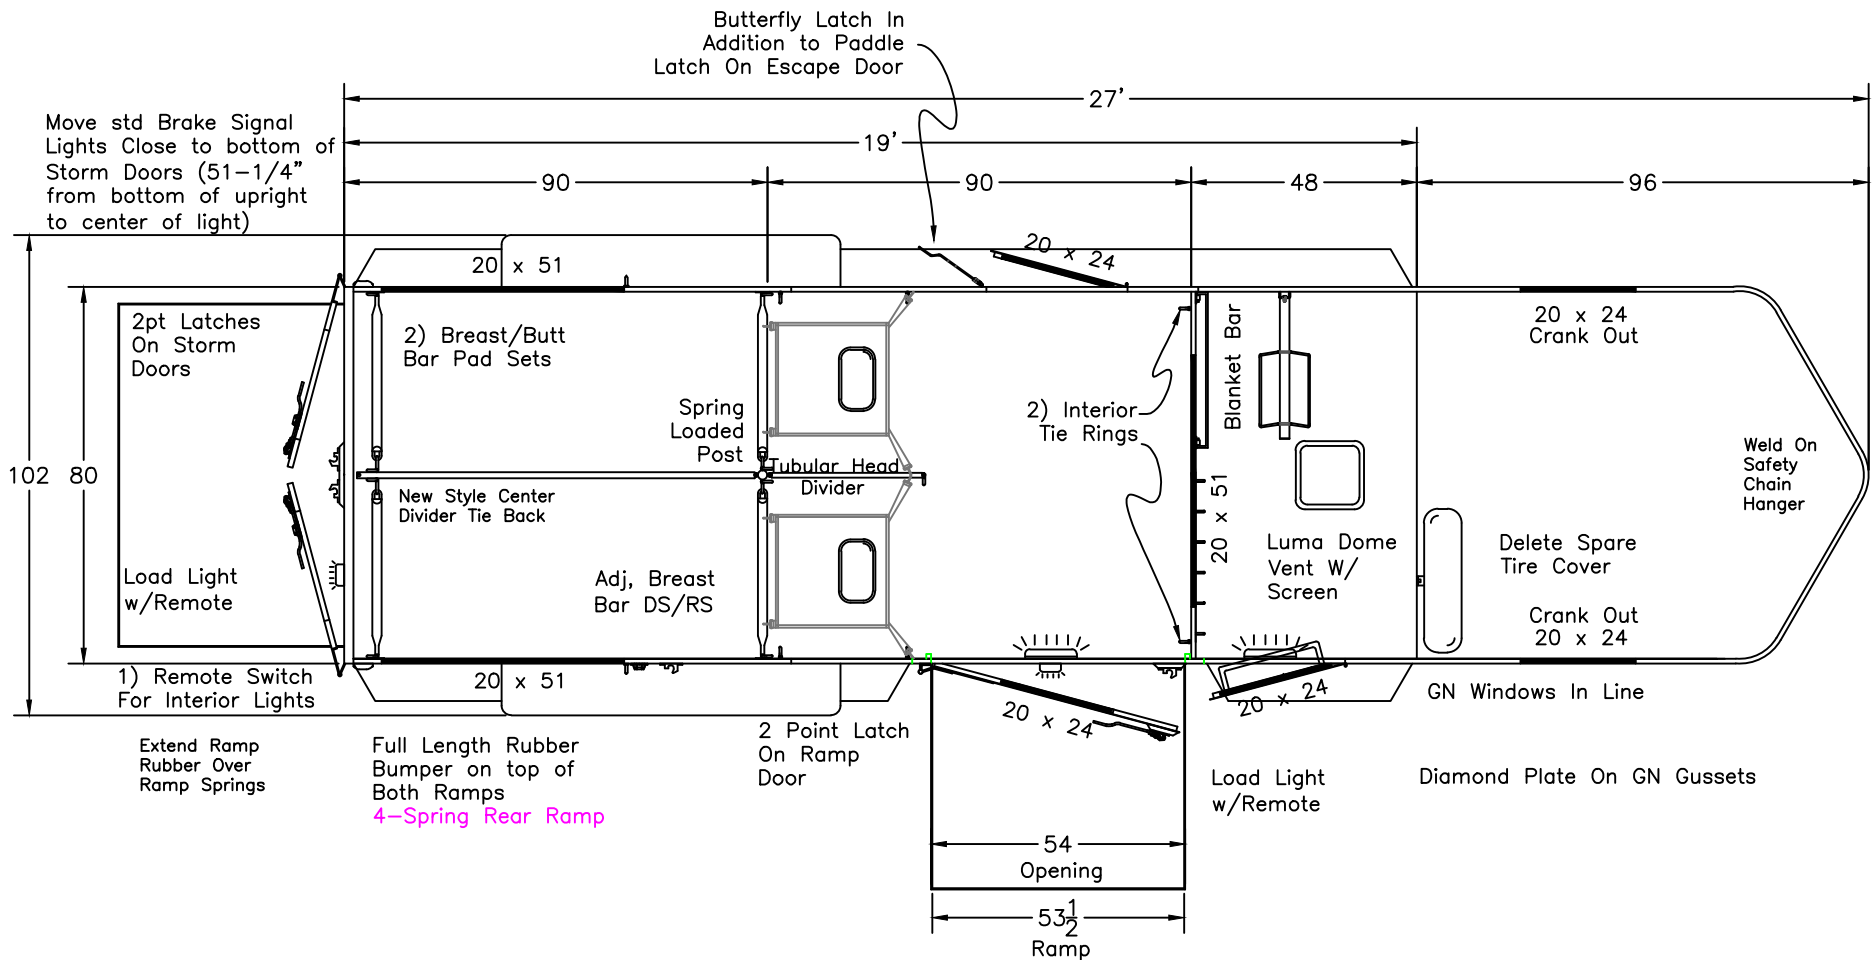 Butterfly Latch In
Addition to Paddle
Latch On Escape Door
27'
Move std Brake Signal
Lights Close to bottom of
Storm Doors (51-1/4"
from bottom of upright
to center of light)
19'
90
90
48
96
20 x 51
20 x 24
2pt Latches
On Storm
Doors
2) Breast/Butt
Bar Pad Sets
Blanket Bar
20 x 24
Crank Out
Spring
Loaded
Post
2) Interior
Tie Rings
102
80
Tubular Head
Divider
New Style Center
Divider Tie Back
20 x 51
Weld On
Safety
Chain
Hanger
Load Light
w/Remote
Adj, Breast
Bar DS/RS
Luma Dome
Vent W/
Screen
Delete Spare
Tire Cover
Crank Out
20 x 24
1) Remote Switch
For Interior Lights
20 x 51
20 x 24
20 x 24
GN Windows In Line
Extend Ramp
Rubber Over
Ramp Springs
Full Length Rubber
Bumper on top of
Both Ramps
4-Spring Rear Ramp
2 Point Latch
On Ramp
Door
Load Light
w/Remote
Diamond Plate On GN Gussets
54
Opening
53 1/2
Ramp